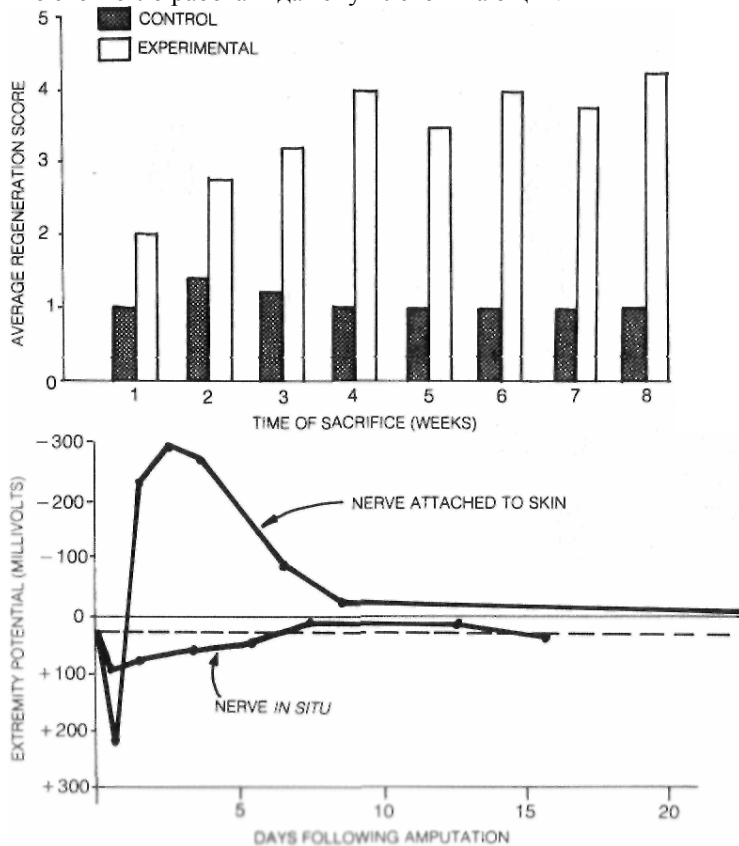 CONTROL
EXPERIMENTAL
AVERAGE REGENERATION SCORE
5
4
3
2
1
0
1 2 3 4 5 6 7 8
TIME OF SACRIFICE (WEEKS)
EXTREMITY POTENTIAL (MILLIVOLTS)
−300
−200
−100
0
+100
+200
+300
NERVE ATTACHED TO SKIN
NERVE IN SITU
5 10 15 20
DAYS FOLLOWING AMPUTATION